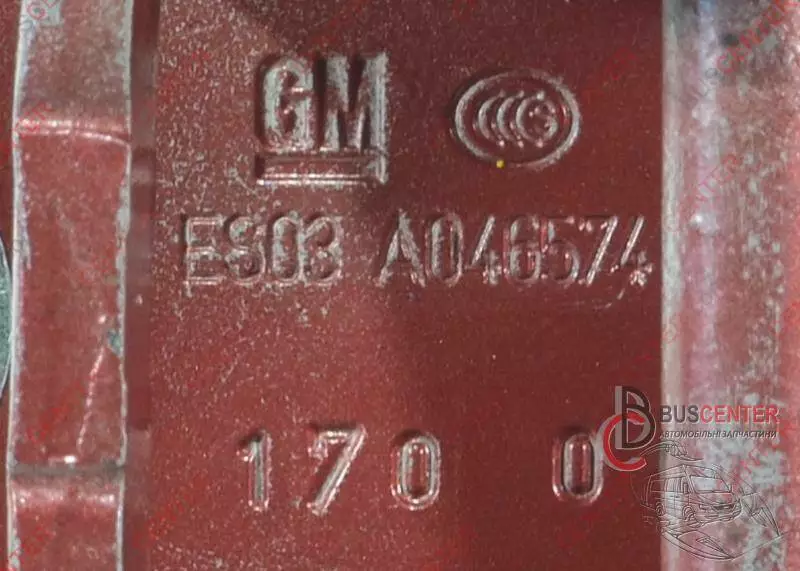 GM
ES03 A046574
170 0
BUSCENTER
АВТОМОБІЛЬНІ ЗАПЧАСТИНИ